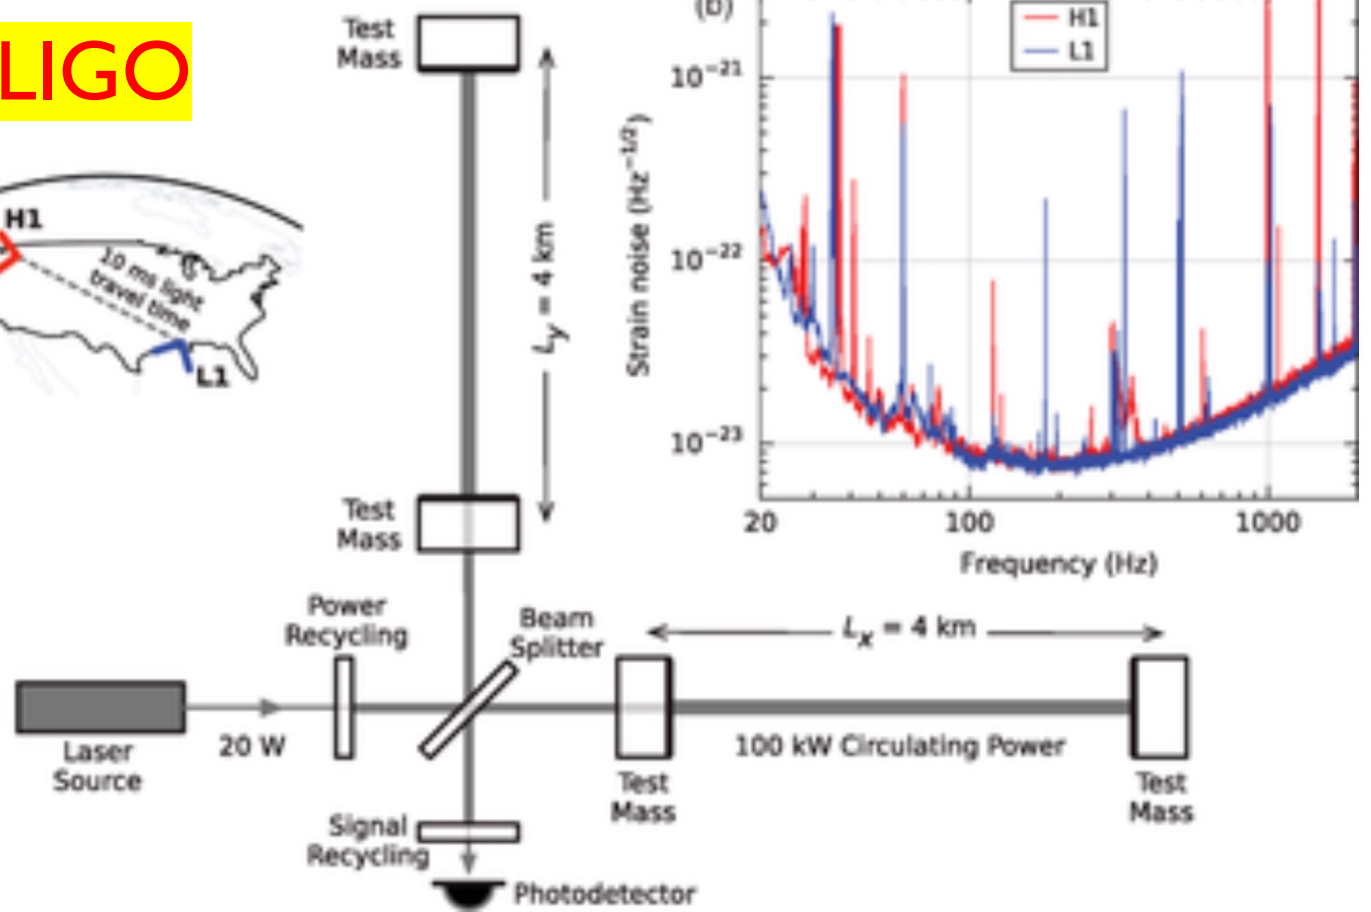 LIGO
H1
10 ms light
travel time
L1
Test
Mass
Ly = 4 km
Test
Mass
Power
Recycling
Beam
Splitter
Lx = 4 km
Laser
Source
20 W
100 kW Circulating Power
Test
Mass
Test
Mass
Signal
Recycling
Photodetector
(b)
H1
L1
Strain noise (Hz−1/2)
10−21
10−22
10−23
20
100
1000
Frequency (Hz)